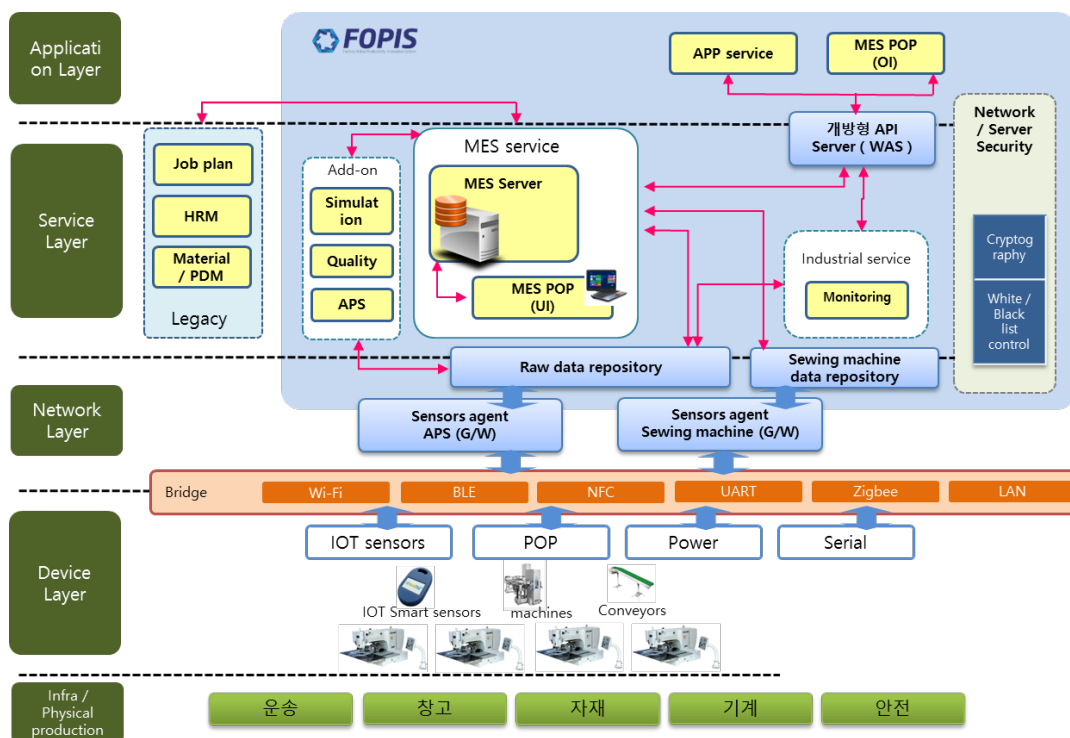 Applicati
on Layer
FOPIS
APP service
MES POP
(OI)
Network
/ Server
Security
개방형 API
Server ( WAS )
Service
Layer
Job plan
HRM
Material
/ PDM
Legacy
Add-on
Simulat
ion
Quality
APS
MES service
MES Server
MES POP
(UI)
Industrial service
Monitoring
Cryptog
raphy
White /
Black
list
control
Raw data repository
Sewing machine
data repository
Network
Layer
Sensors agent
APS (G/W)
Sensors agent
Sewing machine (G/W)
Bridge
Wi-Fi
BLE
NFC
UART
Zigbee
LAN
Device
Layer
IOT sensors
POP
Power
Serial
IOT Smart sensors
machines
Conveyors
Infra /
Physical
production
운송
창고
자재
기계
안전